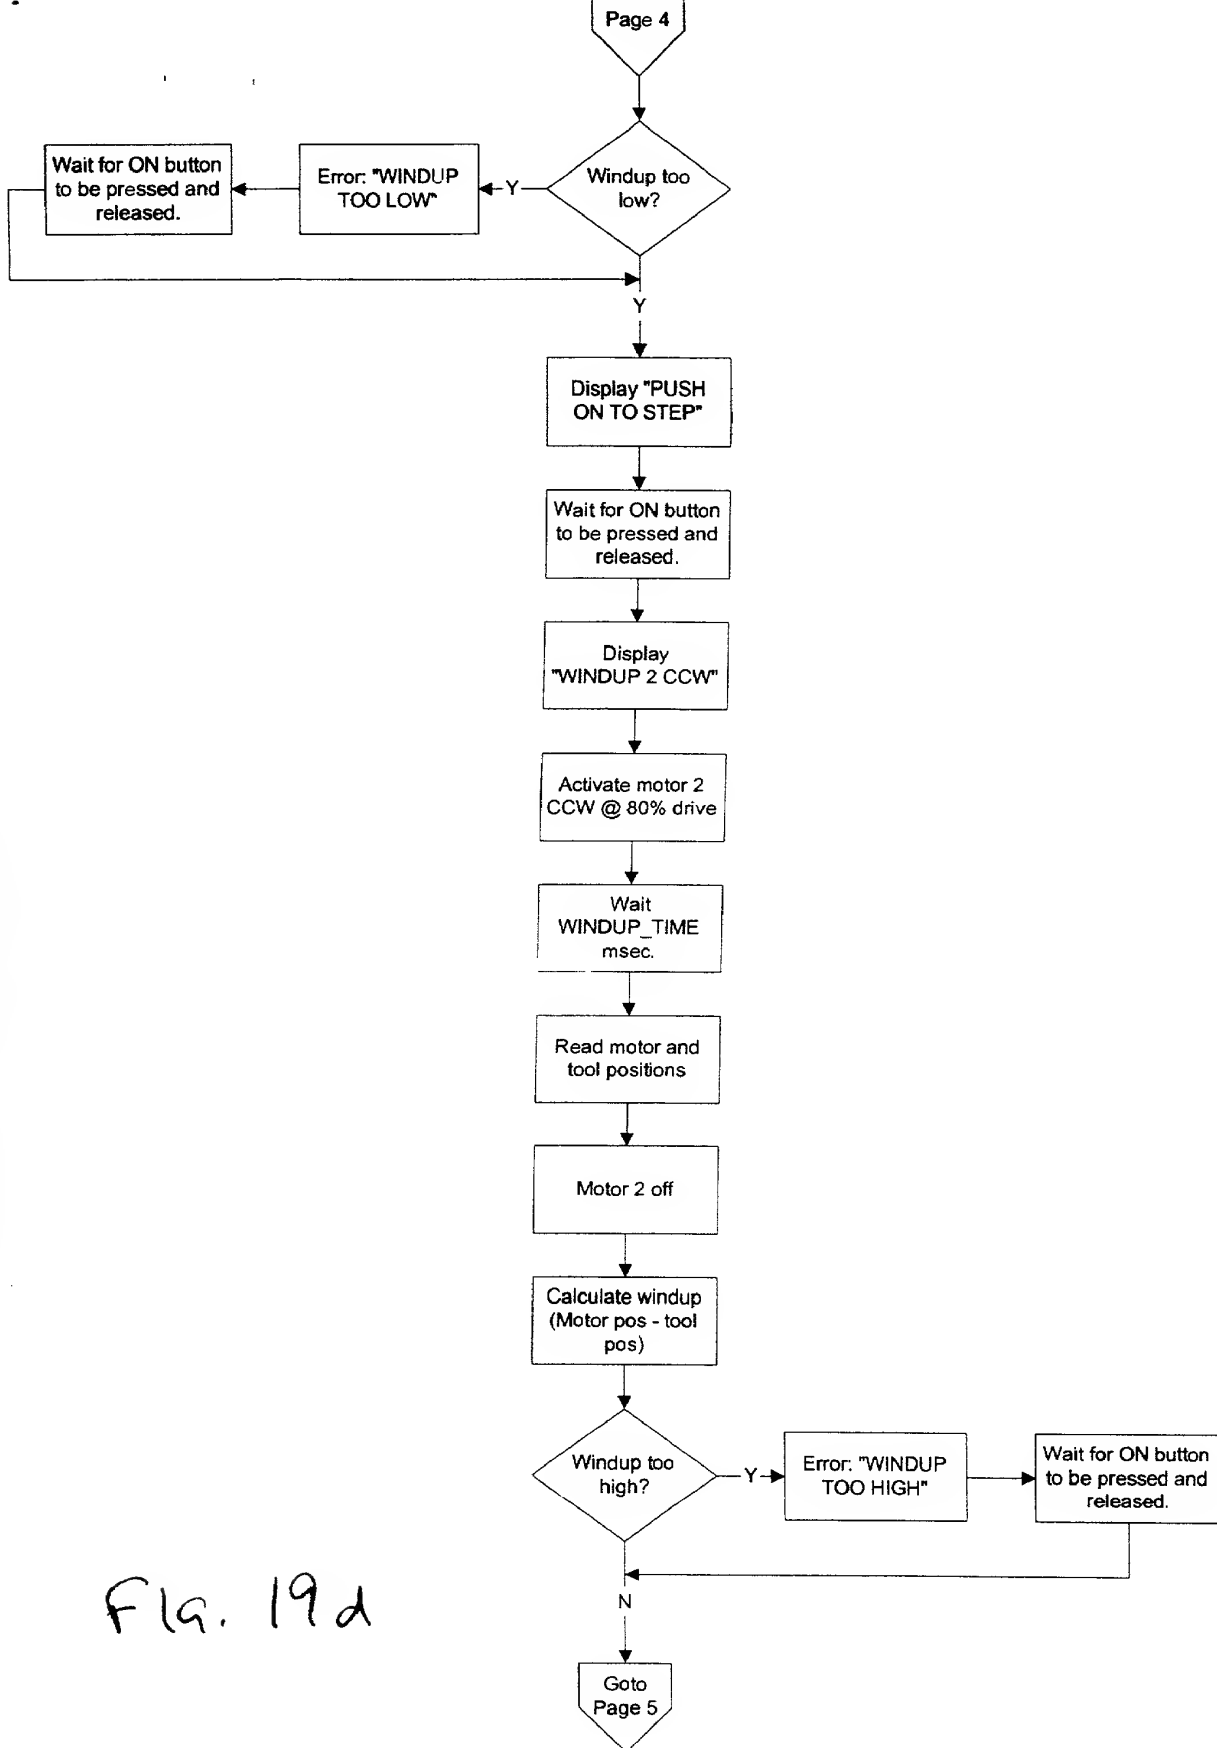 Page 4
Windup too
low?
Y
Error: "WINDUP
TOO LOW"
Wait for ON button
to be pressed and
released.
Y
Display "PUSH
ON TO STEP"
Wait for ON button
to be pressed and
released.
Display
"WINDUP 2 CCW"
Activate motor 2
CCW @ 80% drive
Wait
WINDUP_TIME
msec.
Read motor and
tool positions
Motor 2 off
Calculate windup
(Motor pos - tool
pos)
Windup too
high?
Y
Error: "WINDUP
TOO HIGH"
Wait for ON button
to be pressed and
released.
N
Goto
Page 5
FIG. 19d